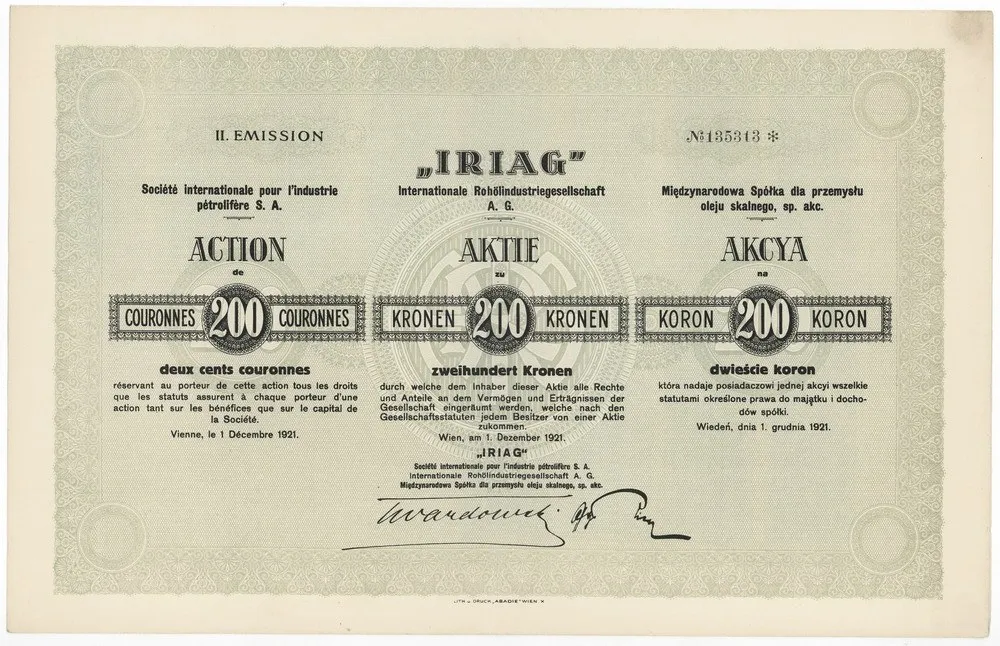 II. EMISSION
№135313 *
„IRIAG”
Société internationale pour l'industrie
pétrolifère S. A.
ACTION
de
COURONNES 200 COURONNES
deux cents couronnes
réservant au porteur de cette action tous les droits
que les statuts assurent à chaque porteur d'une
action tant sur les bénéfices que sur le capital de
la Société.
Vienne, le 1 Décembre 1921.
Internationale Rohölindustriegesellschaft
A. G.
AKTIE
zu
KRONEN 200 KRONEN
zweihundert Kronen
durch welche dem Inhaber dieser Aktie alle Rechte
und Anteile an dem Vermögen und Erträgnissen der
Gesellschaft eingeräumt werden, welche nach den
Gesellschaftsstatuten jedem Besitzer von einer Aktie
zukommen.
Wien, am 1. Dezember 1921.
Międzynarodowa Spółka dla przemysłu
oleju skalnego, sp. akc.
AKCYA
na
KORON 200 KORON
dwieście koron
która nadaje posiadaczowi jednej akcyi wszelkie
statutami określone prawa do majątku i docho-
dów spółki.
Wiedeń, dnia 1. grudnia 1921.
„IRIAG“
Société internationale pour l'industrie pétrolifère S. A.
Internationale Rohölindustriegesellschaft A. G.
Międzynarodowa Spółka dla przemysłu oleju skalnego, sp. akc.
Twardowski
LITH. u. DRUCK „ABADIE“ WIEN X